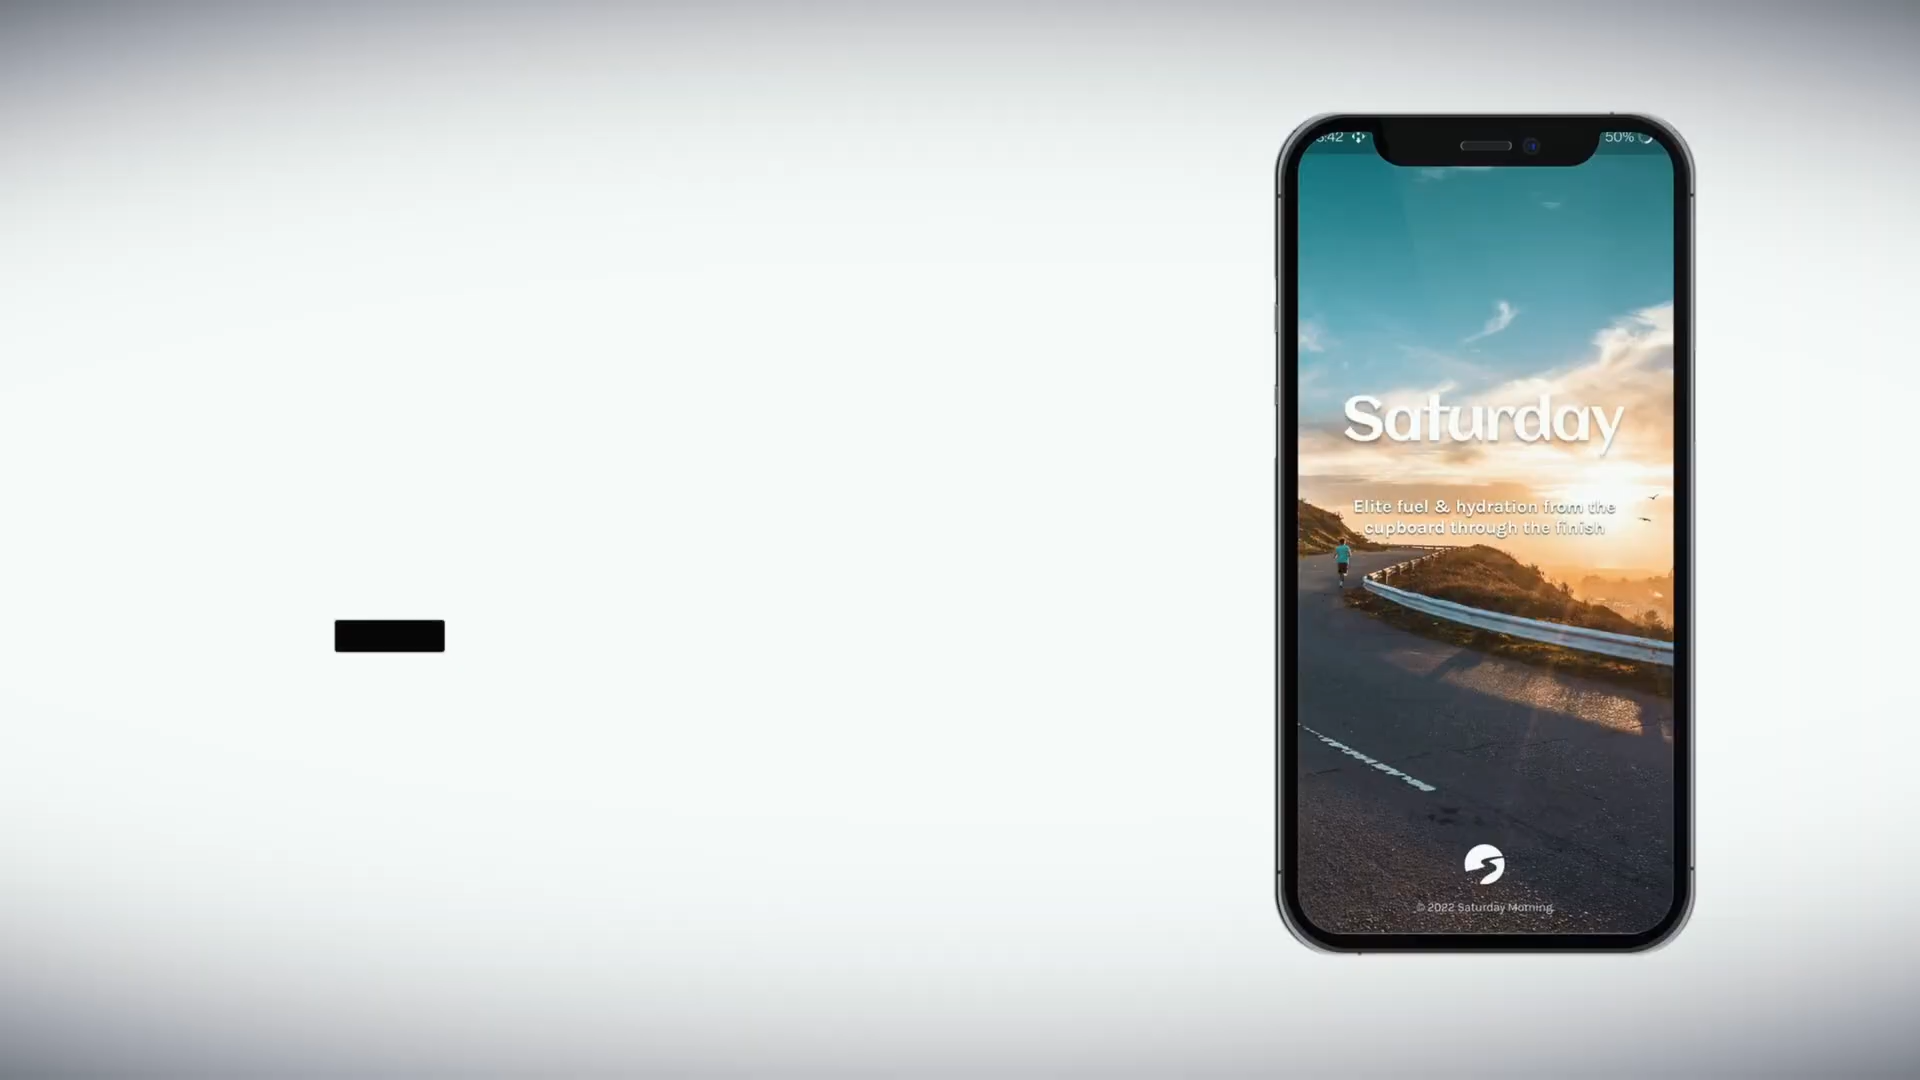 50%
Saturday
Elite fuel & hydration from the
cupboard through the finish
© 2022 Saturday Morning